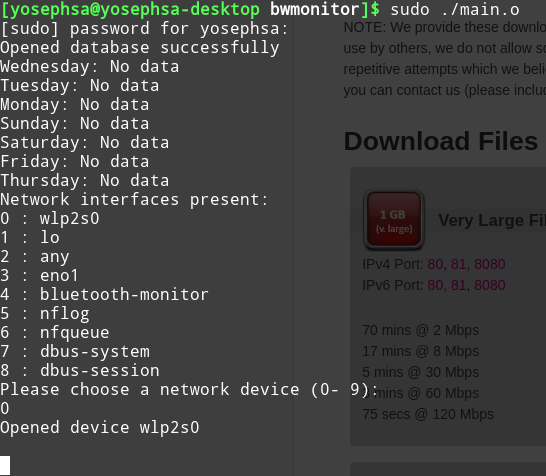 [yosephsa@yosephsa-desktop bwmonitor]$ sudo ./main.o
[sudo] password for yosephsa:
Opened database successfully
Wednesday: No data
Tuesday: No data
Monday: No data
Sunday: No data
Saturday: No data
Friday: No data
Thursday: No data
Network interfaces present:
0 : wlp2s0
1 : lo
2 : any
3 : eno1
4 : bluetooth-monitor
5 : nflog
6 : nfqueue
7 : dbus-system
8 : dbus-session
Please choose a network device (0- 9):
0
Opened device wlp2s0
NOTE: We provide these downlo
use by others, we do not allow
repetitive attempts which we beli
you can contact us (please inclu
Download Files
1 GB
(v. large)
Very Large Fi
IPv4 Port: 80, 81, 8080
IPv6 Port: 80, 81, 8080
70 mins @ 2 Mbps
17 mins @ 8 Mbps
5 mins @ 30 Mbps
mins @ 60 Mbps
75 secs @ 120 Mbps